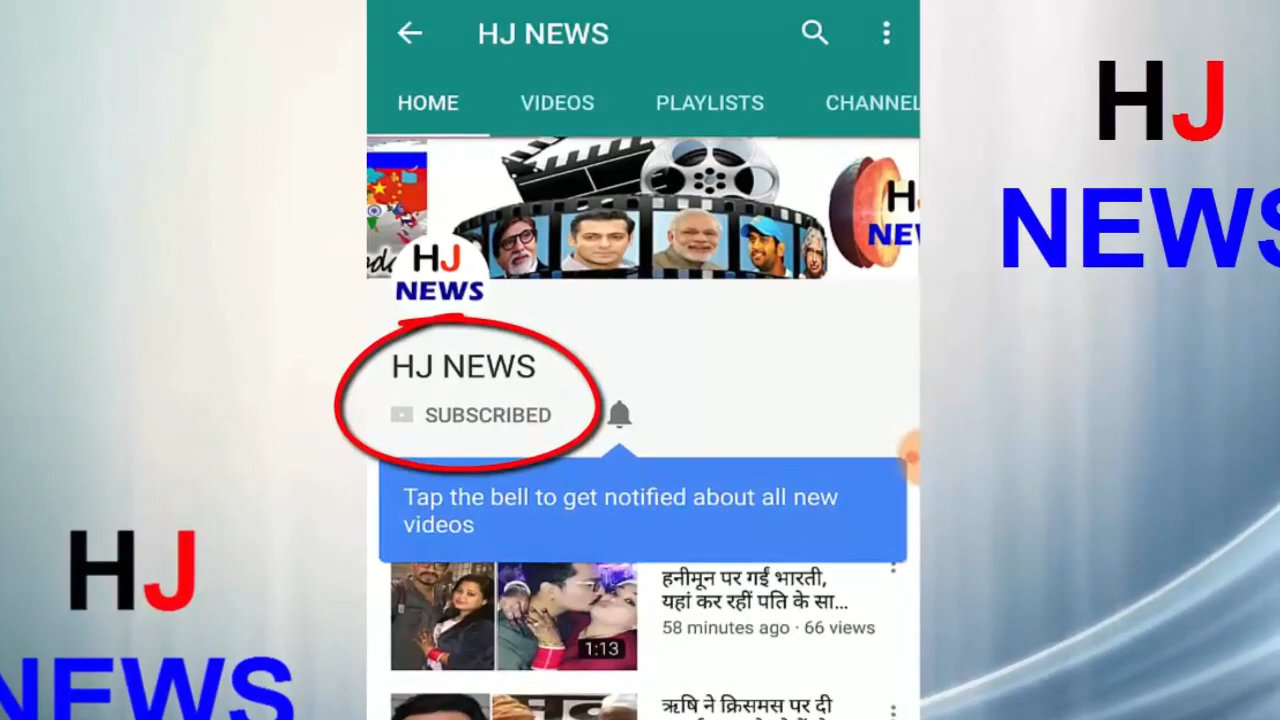 HJ NEWS
HOME VIDEOS PLAYLISTS CHANNEL
HJ
NEWS
HJ
NEWS
HJ
NEWS
HJ NEWS
SUBSCRIBED
Tap the bell to get notified about all new
videos
हनीमून पर गईं भारती,
यहां कर रहीं पति के सा...
58 minutes ago · 66 views
1:13
ऋषि ने क्रिसमस पर दी
HJ
NEWS